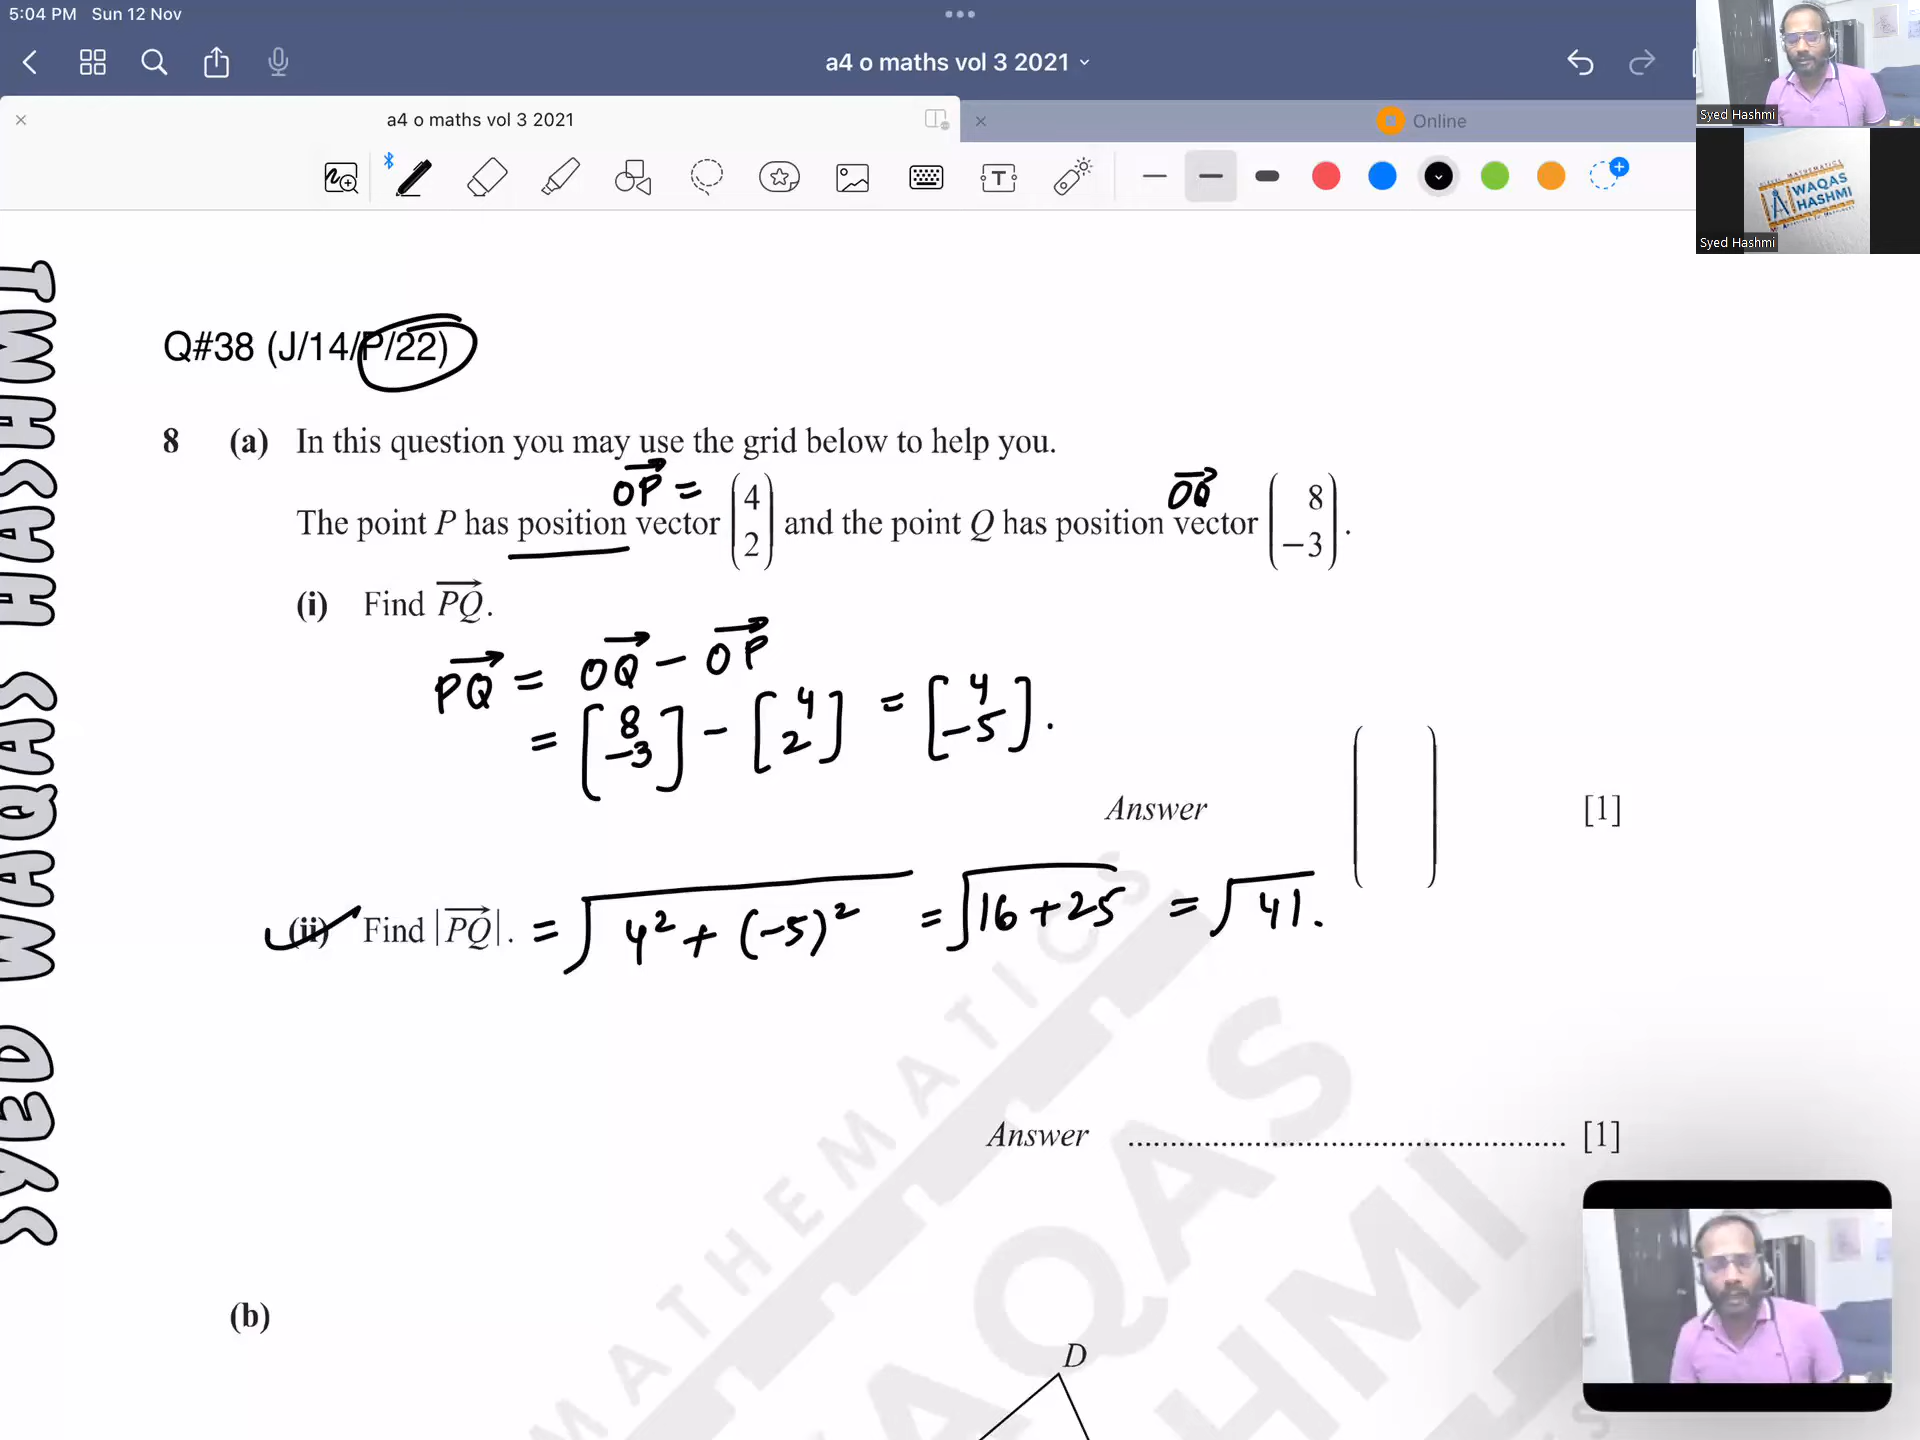 5:04 PM Sun 12 Nov
a4 o maths vol 3 2021
a4 o maths vol 3 2021
Online
Syed Hashmi
WAQAS
HASHMI
Syed Hashmi
SYED WAQAS HASHMI
Q#38 (J/14/P/22)
8 (a) In this question you may use the grid below to help you.
OP = OQ
The point P has position vector (4 2) and the point Q has position vector (8 −3).
(i) Find PQ.
PQ = OQ − OP
= [8 −3] − [4 2] = [4 −5].
Answer ( ) [1]
(ii) Find |PQ|. = √4² + (−5)² = √16 + 25 = √41.
Answer ........................................................ [1]
(b)
D
MATHEMATICS
WAQAS
HASHMI